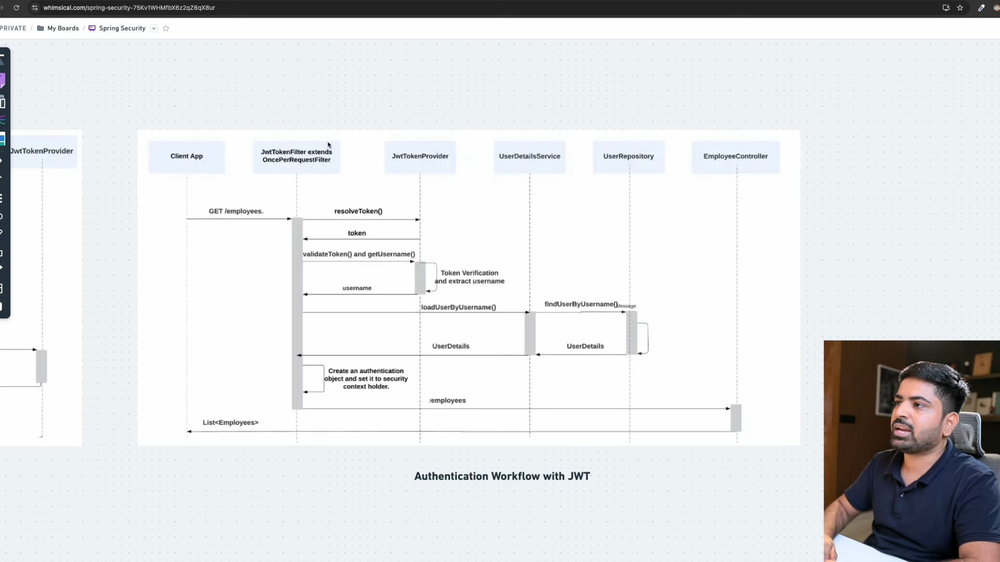 whimsical.com/spring-security-75Kv1WHMfbX6z2qZ6qX8ur
PRIVATE / My Boards / Spring Security
JwtTokenProvider
Client App
JwtTokenFilter extends
OncePerRequestFilter
JwtTokenProvider
UserDetailsService
UserRepository
EmployeeController
GET /employees.
resolveToken()
token
validateToken() and getUsername()
Token Verification
and extract username
username
loadUserByUsername()
findUserByUsername()
Message
UserDetails
UserDetails
Create an authentication
object and set it to security
context holder.
/employees
List<Employees>
Authentication Workflow with JWT